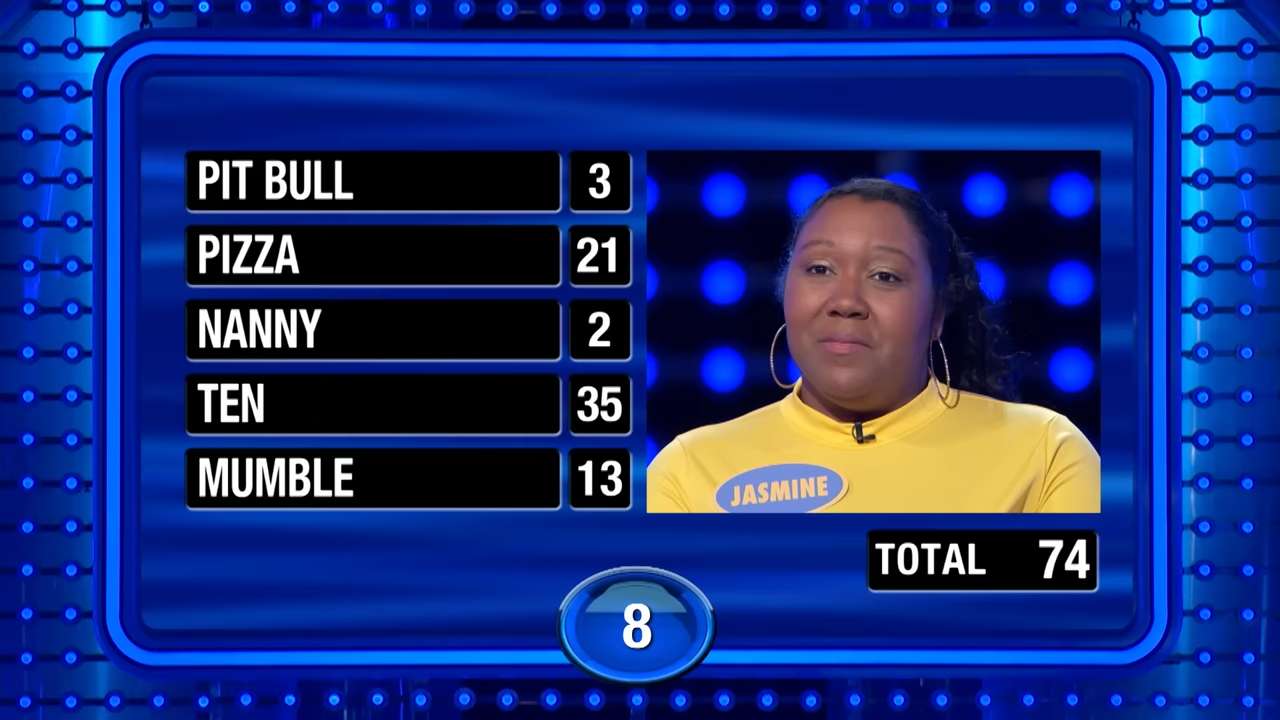 PIT BULL 3
PIZZA 21
NANNY 2
TEN 35
MUMBLE 13
JASMINE
TOTAL 74
8